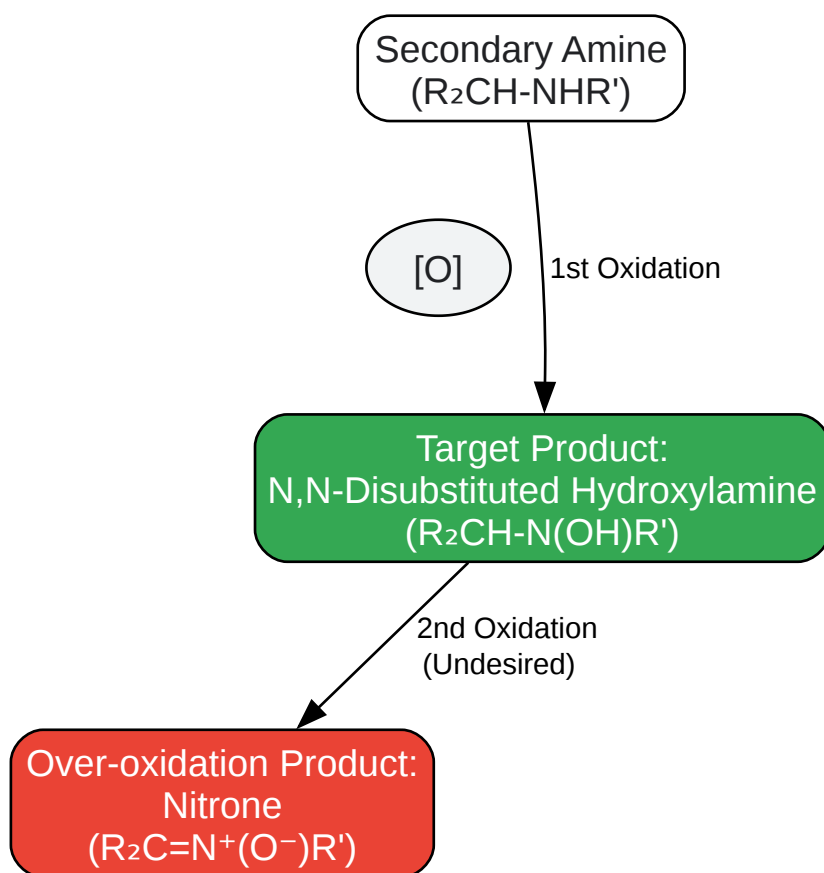 Secondary Amine
(R₂CH-NHR')
[O]
1st Oxidation
Target Product:
N,N-Disubstituted Hydroxylamine
(R₂CH-N(OH)R')
2nd Oxidation
(Undesired)
Over-oxidation Product:
Nitrone
(R₂C=N⁺(O⁻)R')